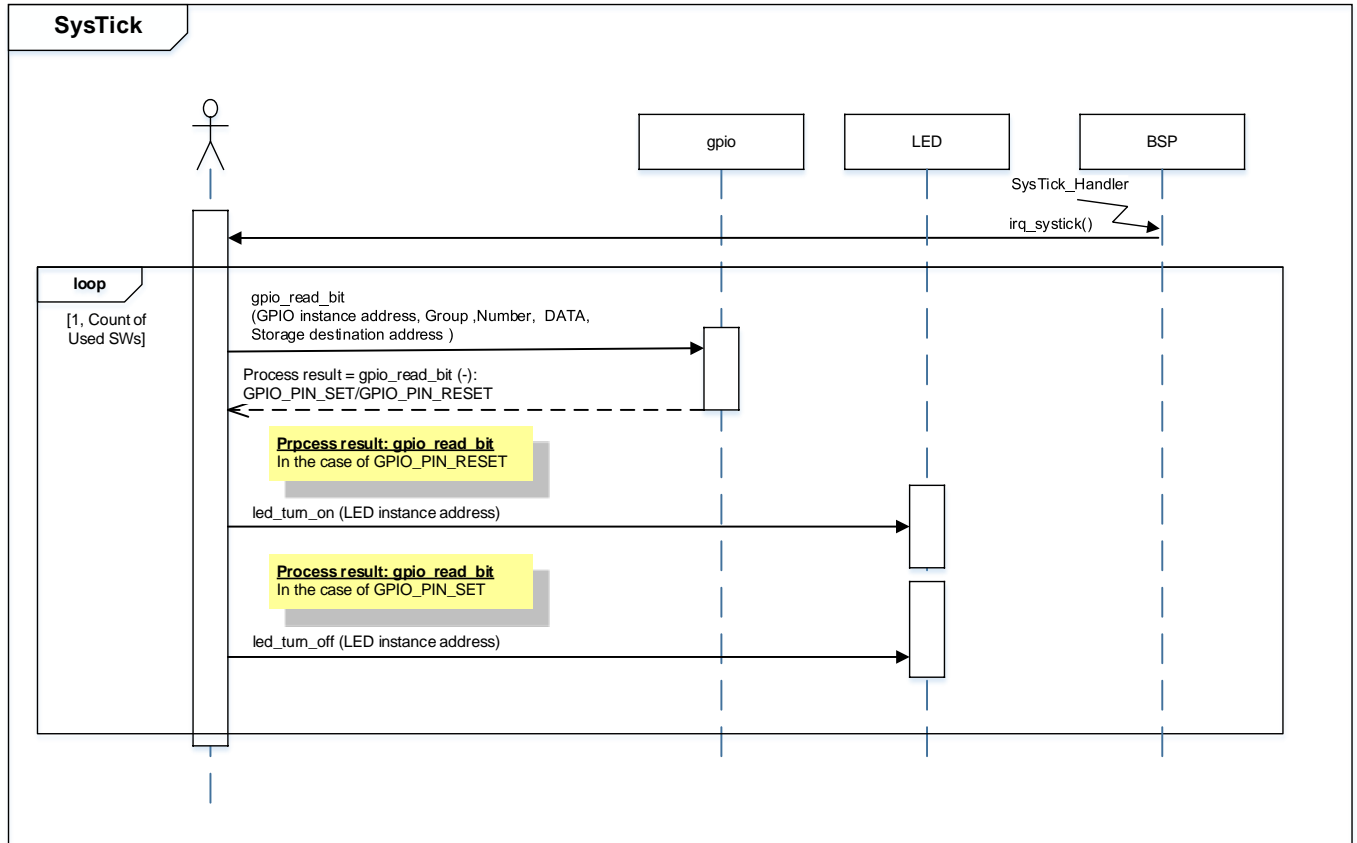 SysTick
gpio
LED
BSP
SysTick_Handler
irq_systick()
loop
[1, Count of
Used SWs]
gpio_read_bit
(GPIO instance address, Group ,Number,  DATA,
Storage destination address )
Process result = gpio_read_bit (-):
GPIO_PIN_SET/GPIO_PIN_RESET
Prpcess result: gpio_read_bit
In the case of GPIO_PIN_RESET
led_turn_on (LED instance address)
Process result: gpio_read_bit
In the case of GPIO_PIN_SET
led_turn_off (LED instance address)